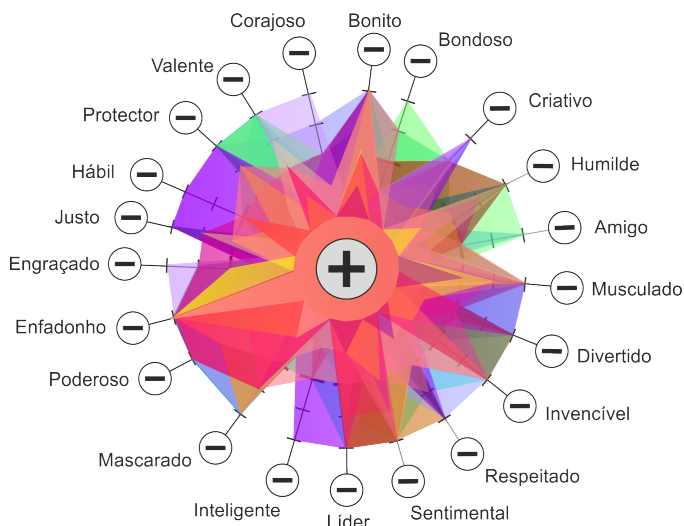 Corajoso
Bonito
Bondoso
Valente
Criativo
Protector
Humilde
Hábil
Justo
Amigo
Engraçado
Musculado
Enfadonho
Divertido
Poderoso
Invencível
Mascarado
Respeitado
Inteligente
Sentimental
Líder